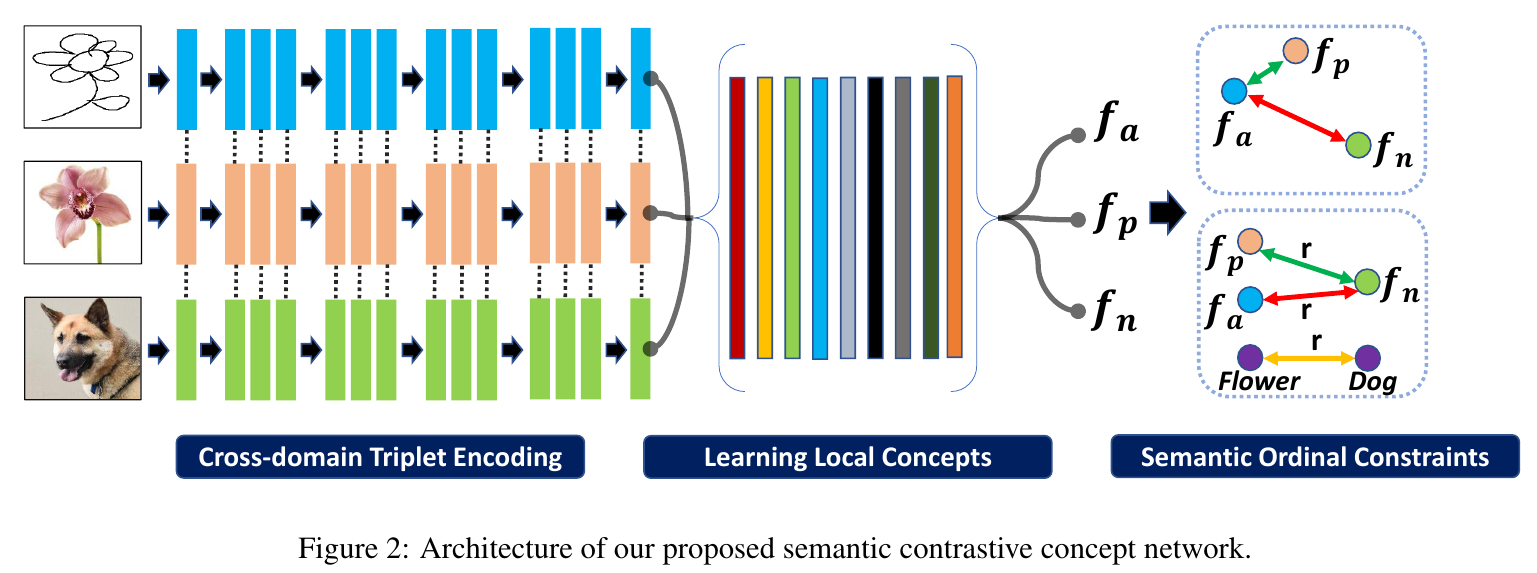 f_a
f_p
f_n
f_p
f_a
f_n
f_p
r
f_n
f_a
r
r
Flower
Dog
Cross-domain Triplet Encoding
Learning Local Concepts
Semantic Ordinal Constraints
Figure 2: Architecture of our proposed semantic contrastive concept network.